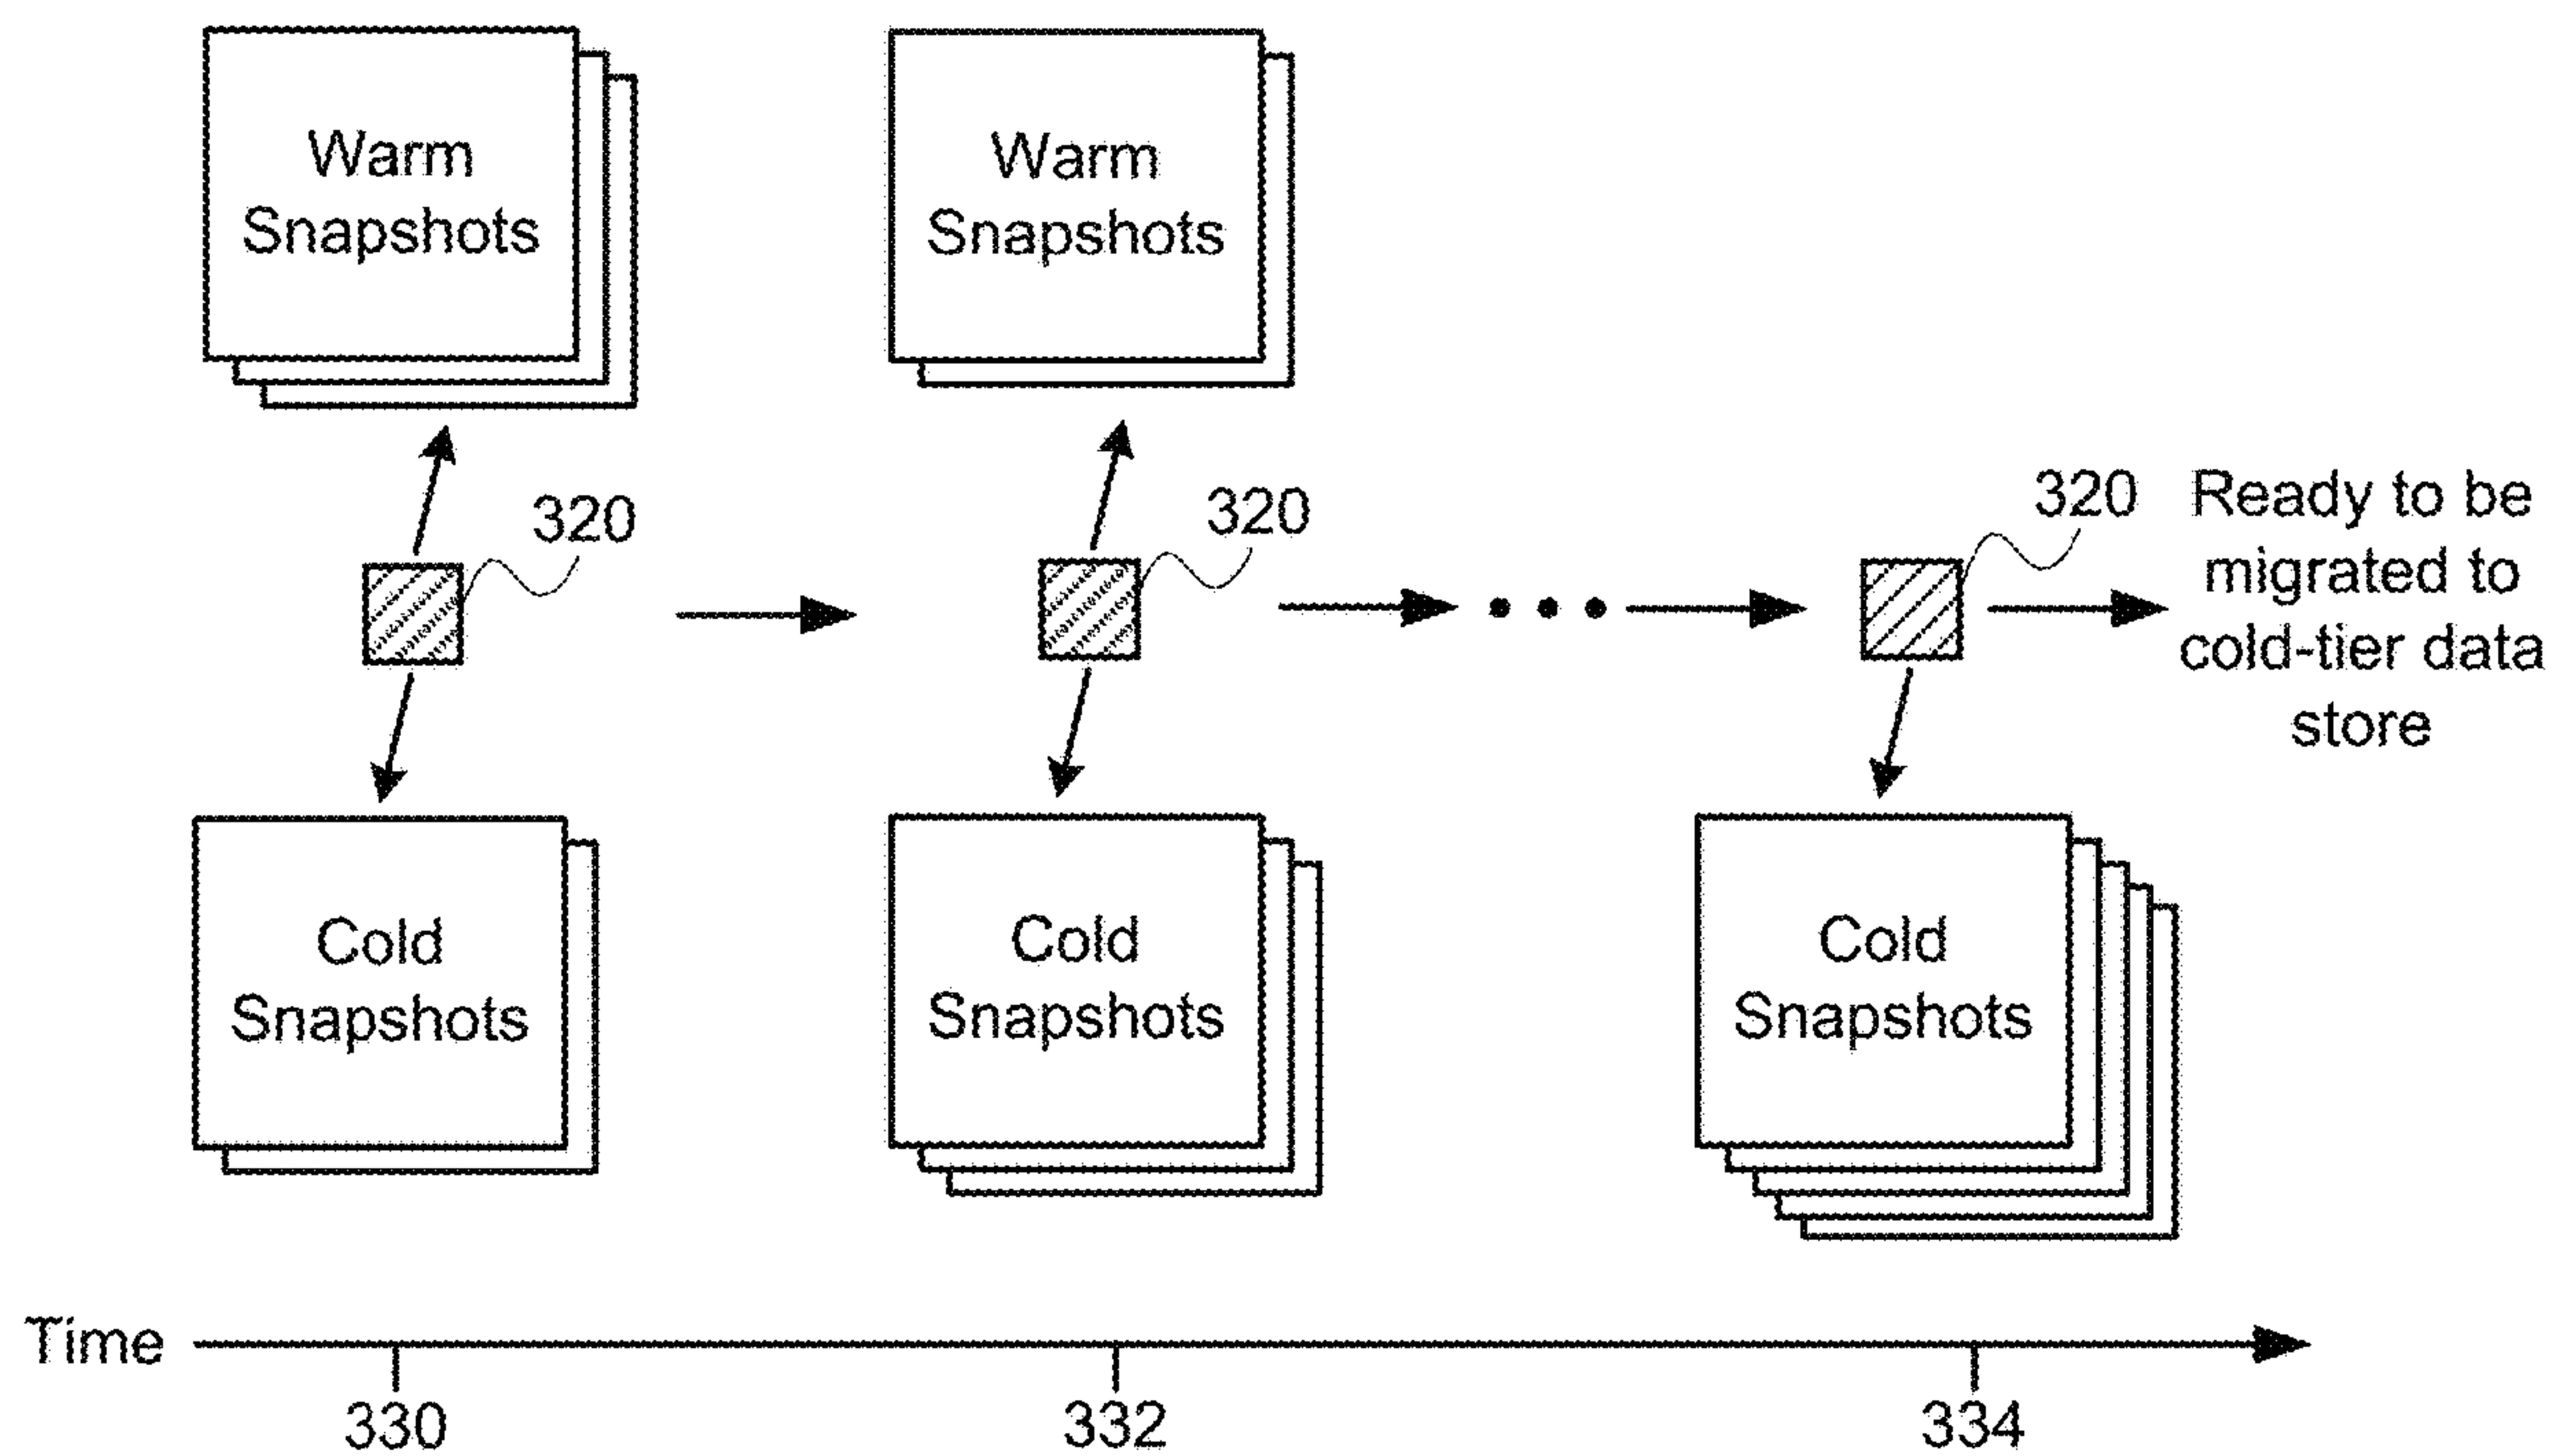 Warm
Snapshots
Warm
Snapshots
320
320
320
Ready to be
migrated to
cold-tier data
store
Cold
Snapshots
Cold
Snapshots
Cold
Snapshots
Time
330
332
334